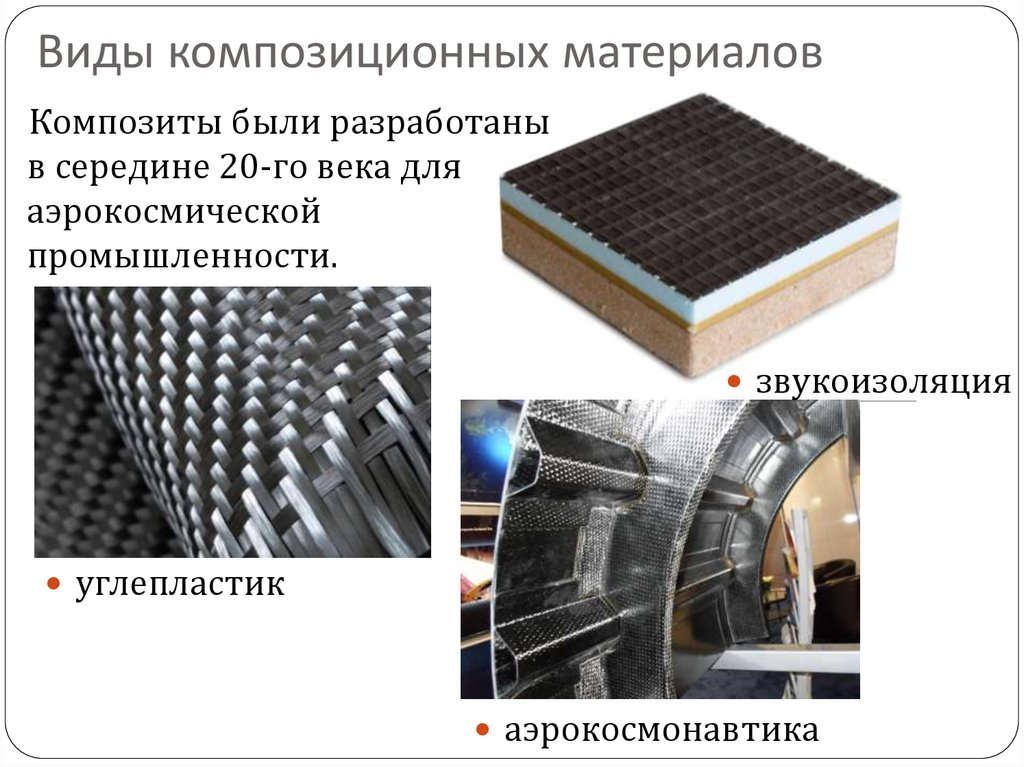 Виды композиционных материалов
Композиты были разработаны
в середине 20-го века для
аэрокосмической
промышленности.
• звукоизоляция
• углепластик
• аэрокосмонавтика